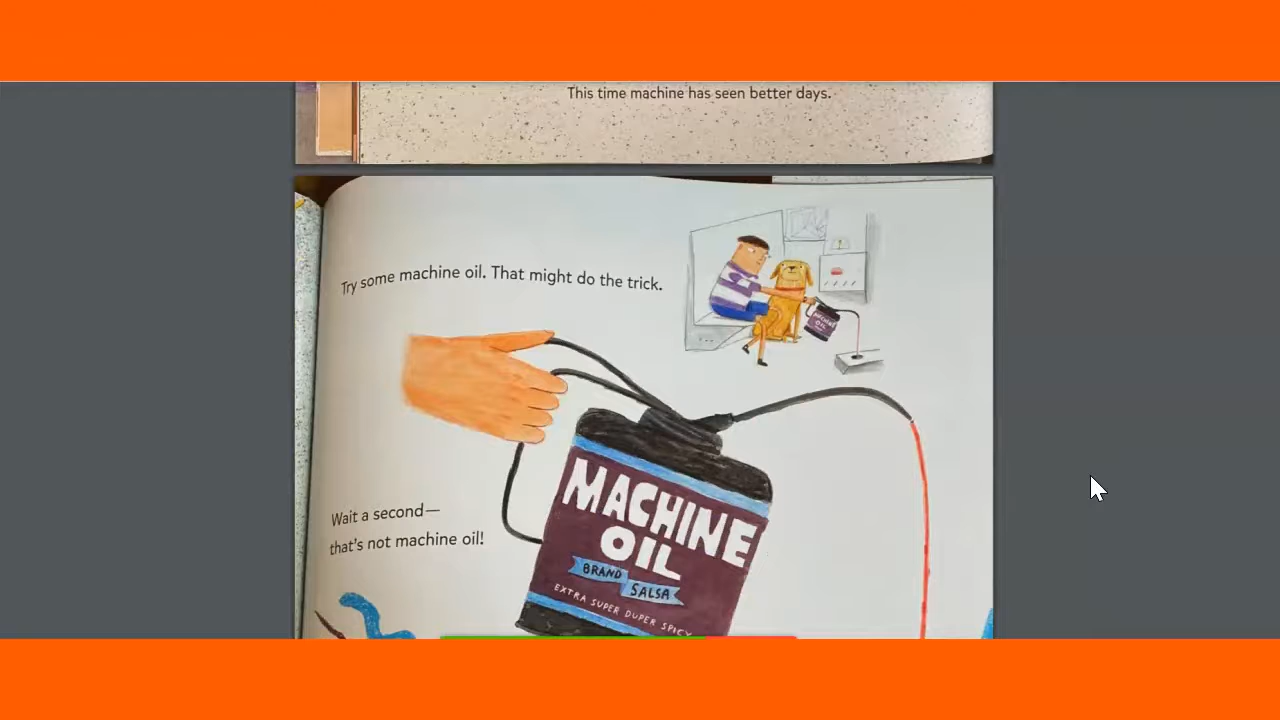 This time machine has seen better days.
Try some machine oil. That might do the trick.
MACHINE
OIL
Wait a second—
that's not machine oil!
MACHINE
OIL
BRAND
SALSA
EXTRA SUPER DUPER SPICY